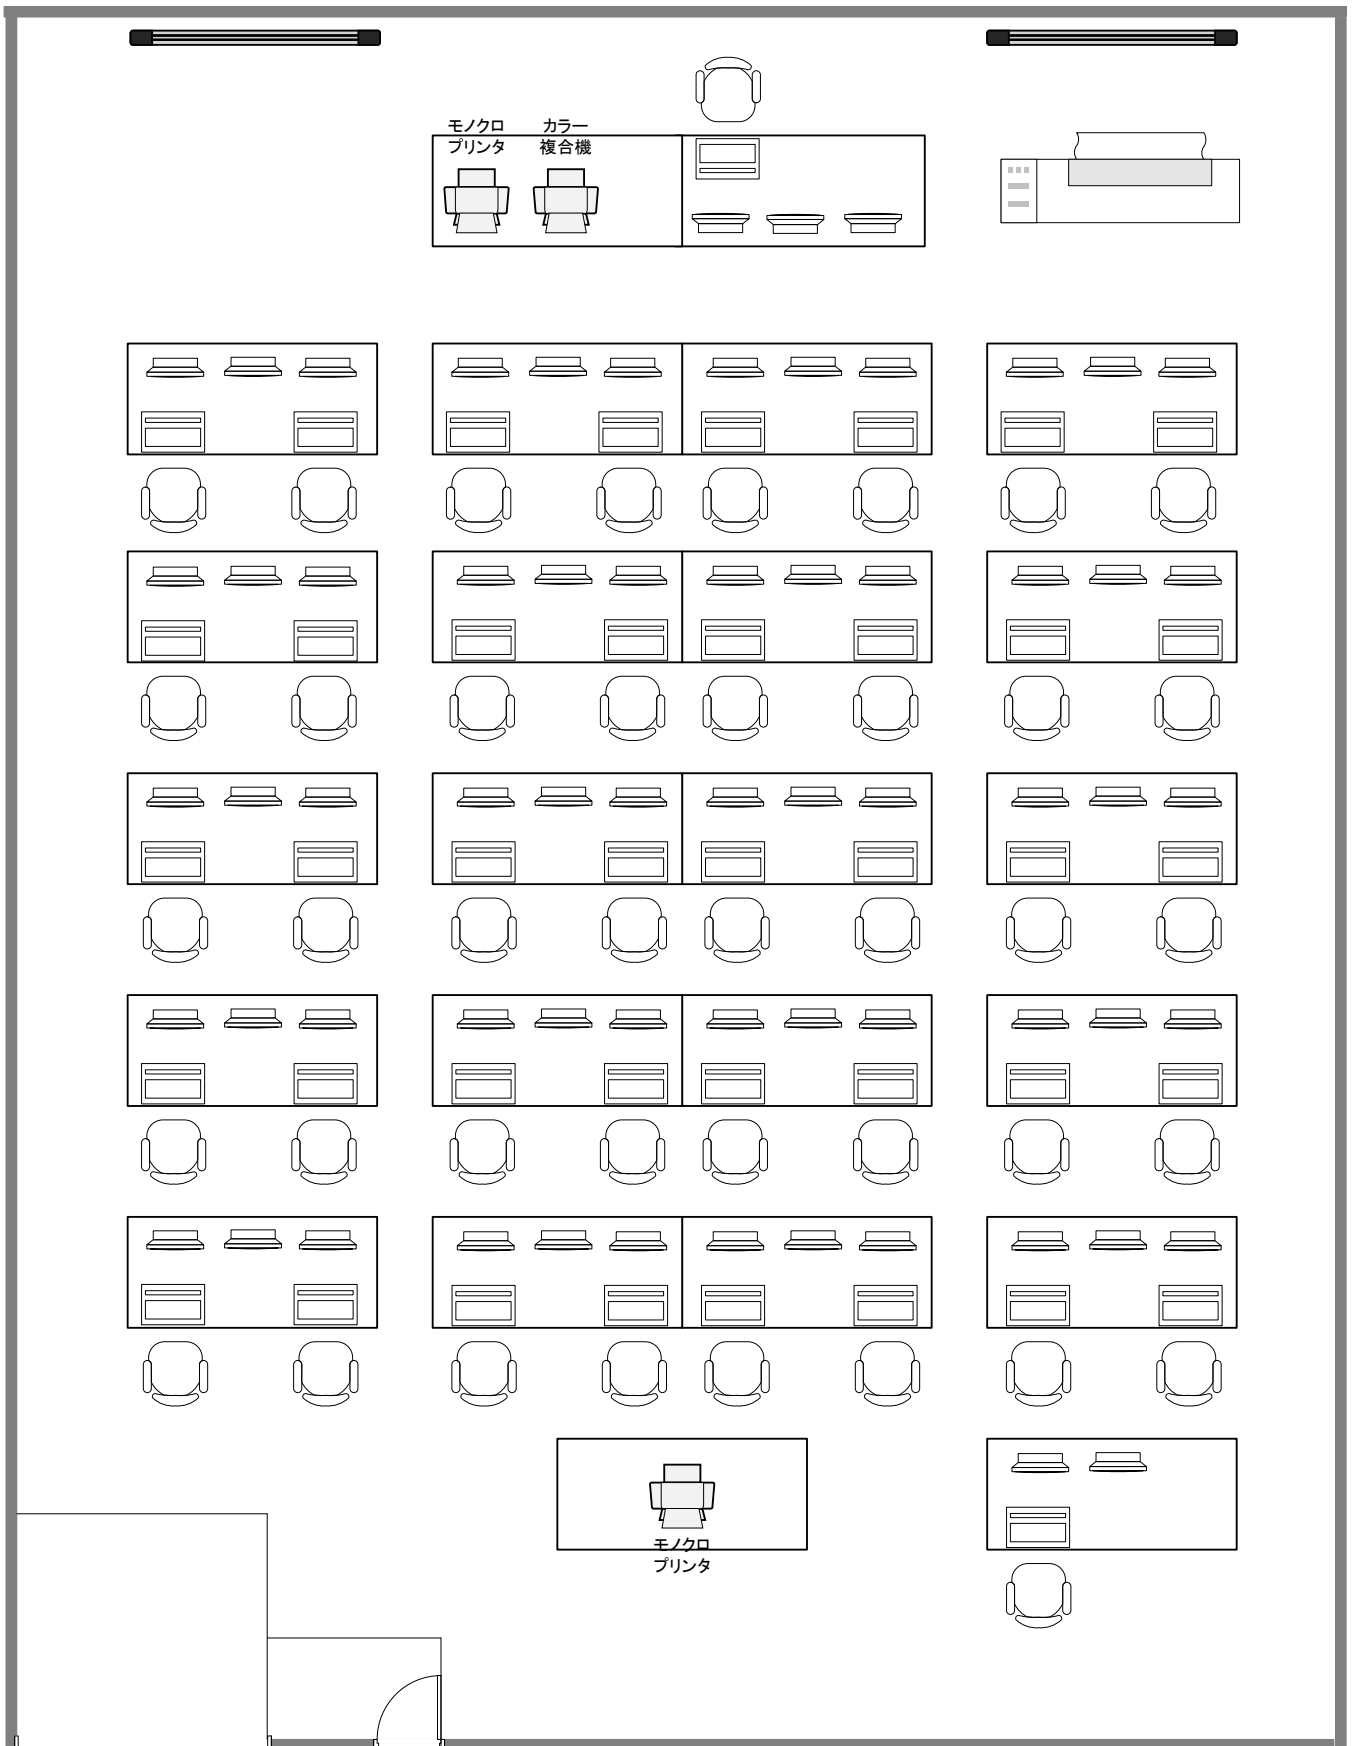 モノクロ
プリンタ
カラー
複合機
モノクロ
プリンタ